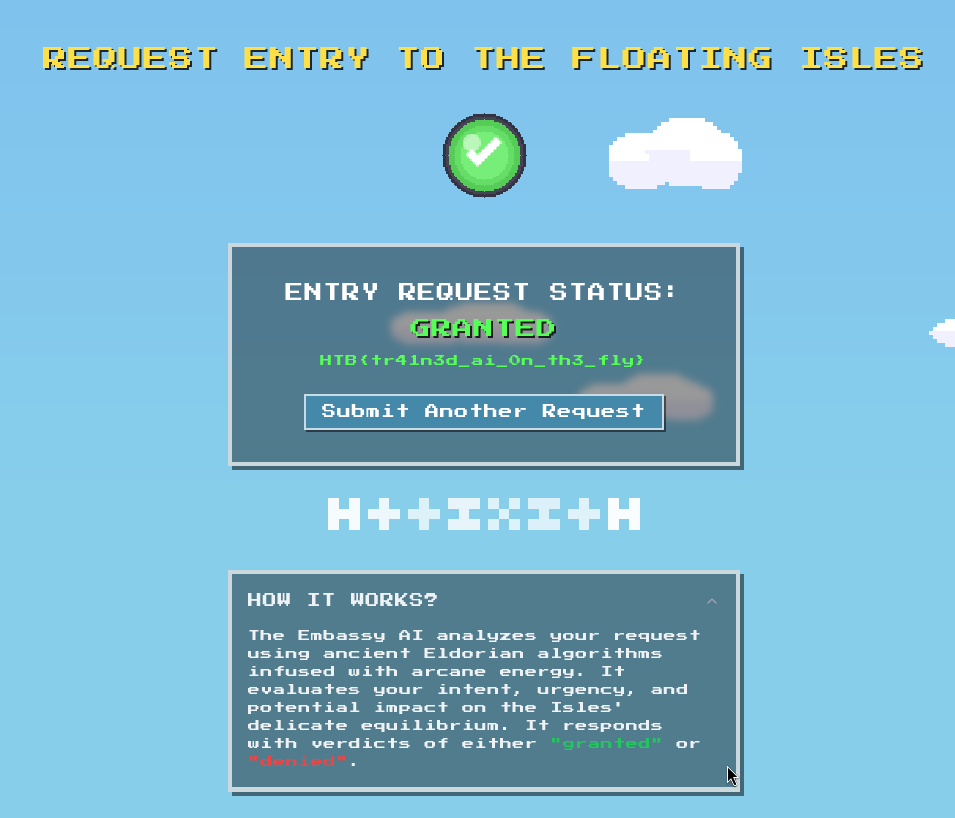 REQUEST ENTRY TO THE FLOATING ISLES
ENTRY REQUEST STATUS:
GRANTED
HTB{tr41n3d_ai_0n_th3_fly}
Submit Another Request
HOW IT WORKS?
The Embassy AI analyzes your request
using ancient Eldorian algorithms
infused with arcane energy. It
evaluates your intent, urgency, and
potential impact on the Isles'
delicate equilibrium. It responds
with verdicts of either "granted" or
"denied".